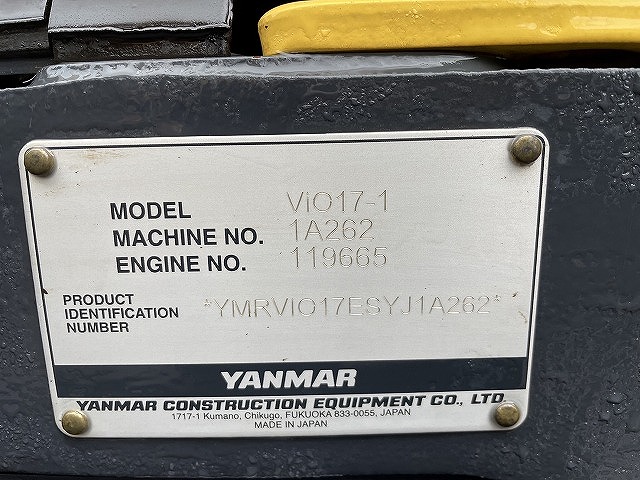 MODEL ViO17-1
MACHINE NO. 1A262
ENGINE NO. 119665
PRODUCT
IDENTIFICATION
NUMBER
*YMRVIO17ESYJ1A262*
YANMAR
YANMAR CONSTRUCTION EQUIPMENT CO., LTD.
1717-1 Kumano, Chikugo, FUKUOKA 833-0055, JAPAN
MADE IN JAPAN